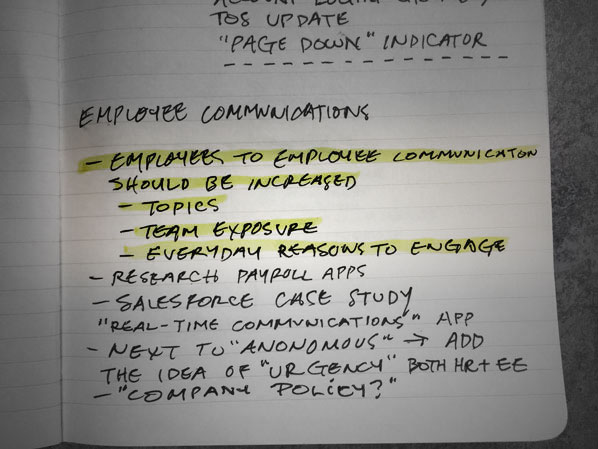 TOS UPDATE
"PAGE DOWN" INDICATOR
EMPLOYEE COMMUNICATIONS
- EMPLOYEES TO EMPLOYEE COMMUNICATON
SHOULD BE INCREASED
- TOPICS
- TEAM EXPOSURE
- EVERYDAY REASONS TO ENGAGE
- RESEARCH PAYROLL APPS
- SALESFORCE CASE STUDY
"REAL-TIME COMMUNICATIONS" APP
- NEXT TO "ANONOMOUS" → ADD
THE IDEA OF "URGENCY" BOTH HR + EE
- "COMPANY POLICY?"